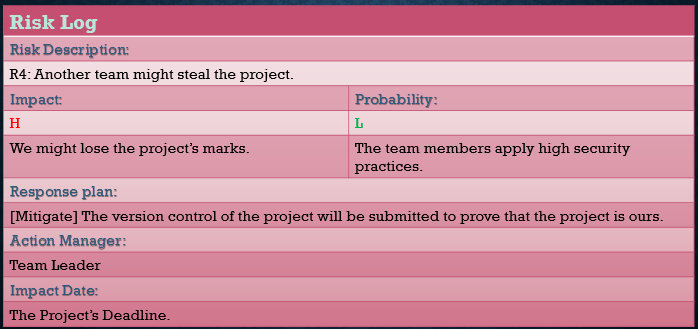 Risk Log
Risk Description:
R4: Another team might steal the project.
Impact:
Probability:
H
L
We might lose the project's marks.
The team members apply high security
practices.
Response plan:
[Mitigate] The version control of the project will be submitted to prove that the project is ours.
Action Manager:
Team Leader
Impact Date:
The Project's Deadline.